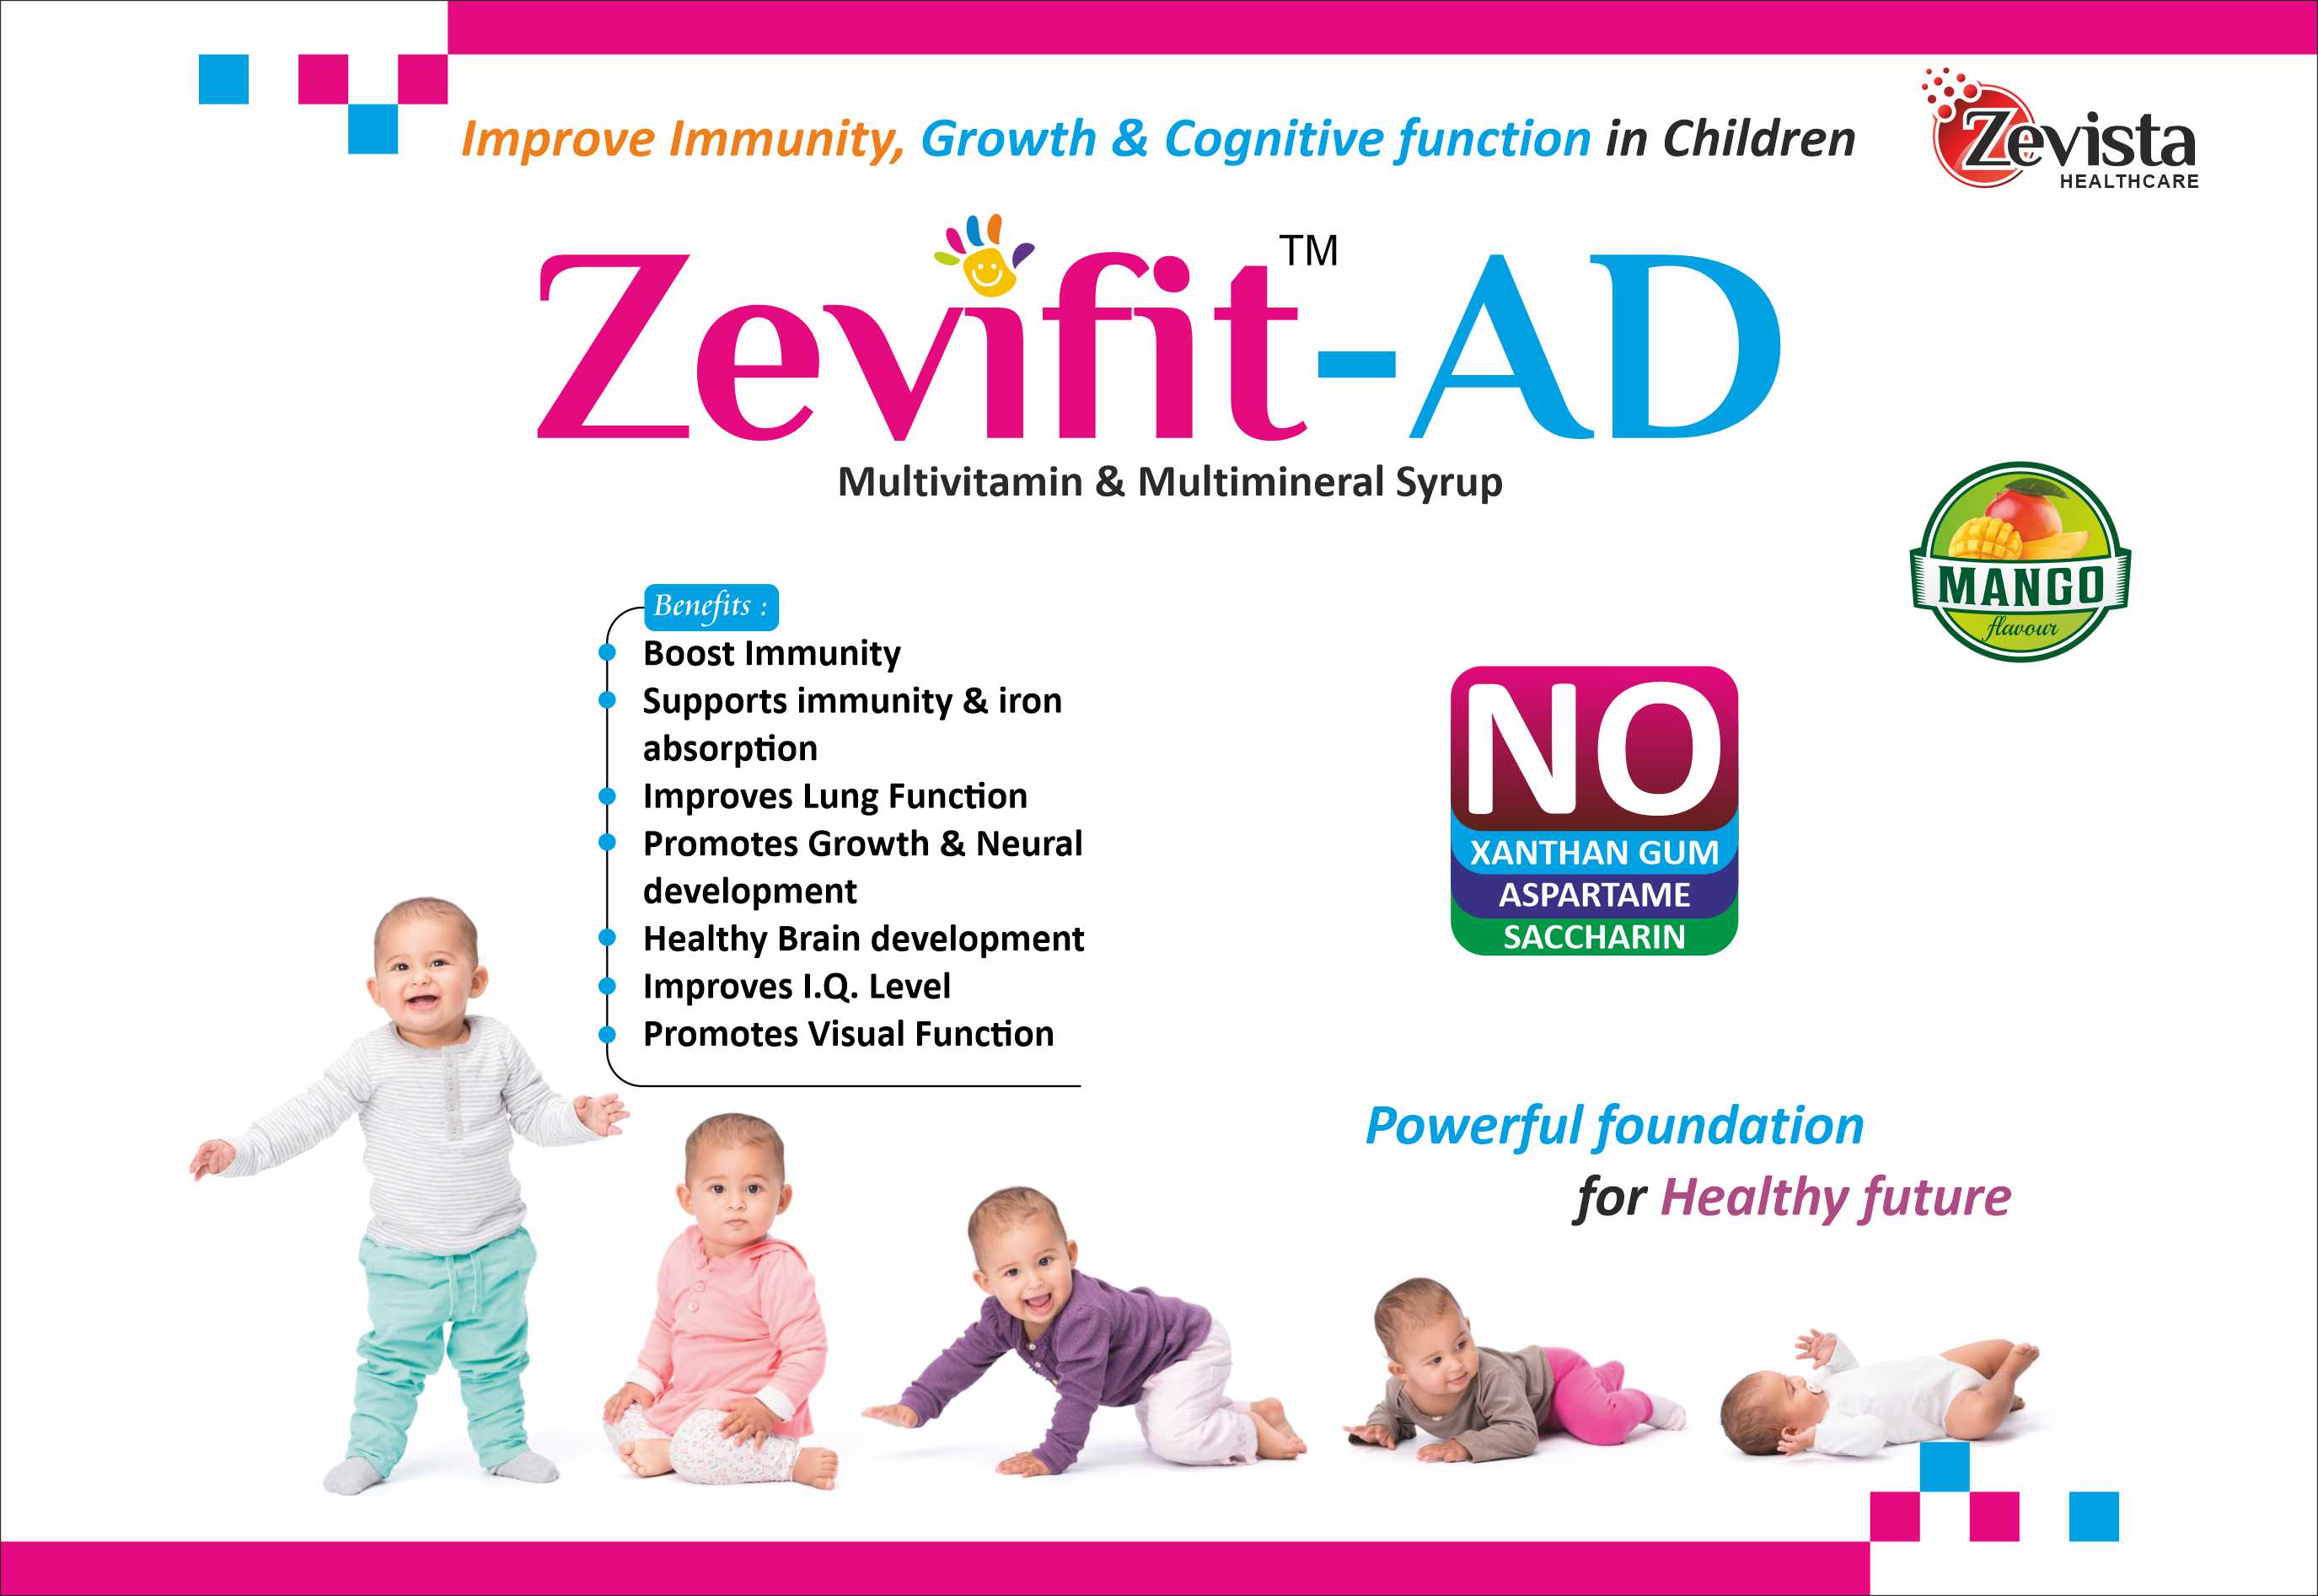 Improve Immunity, Growth & Cognitive function in Children
Zevista
HEALTHCARE
Zevifit™-AD
Multivitamin & Multimineral Syrup
MANGO
flavour
Benefits :
Boost Immunity
Supports immunity & iron
absorption
Improves Lung Function
Promotes Growth & Neural
development
Healthy Brain development
Improves I.Q. Level
Promotes Visual Function
NO
XANTHAN GUM
ASPARTAME
SACCHARIN
Powerful foundation
for Healthy future